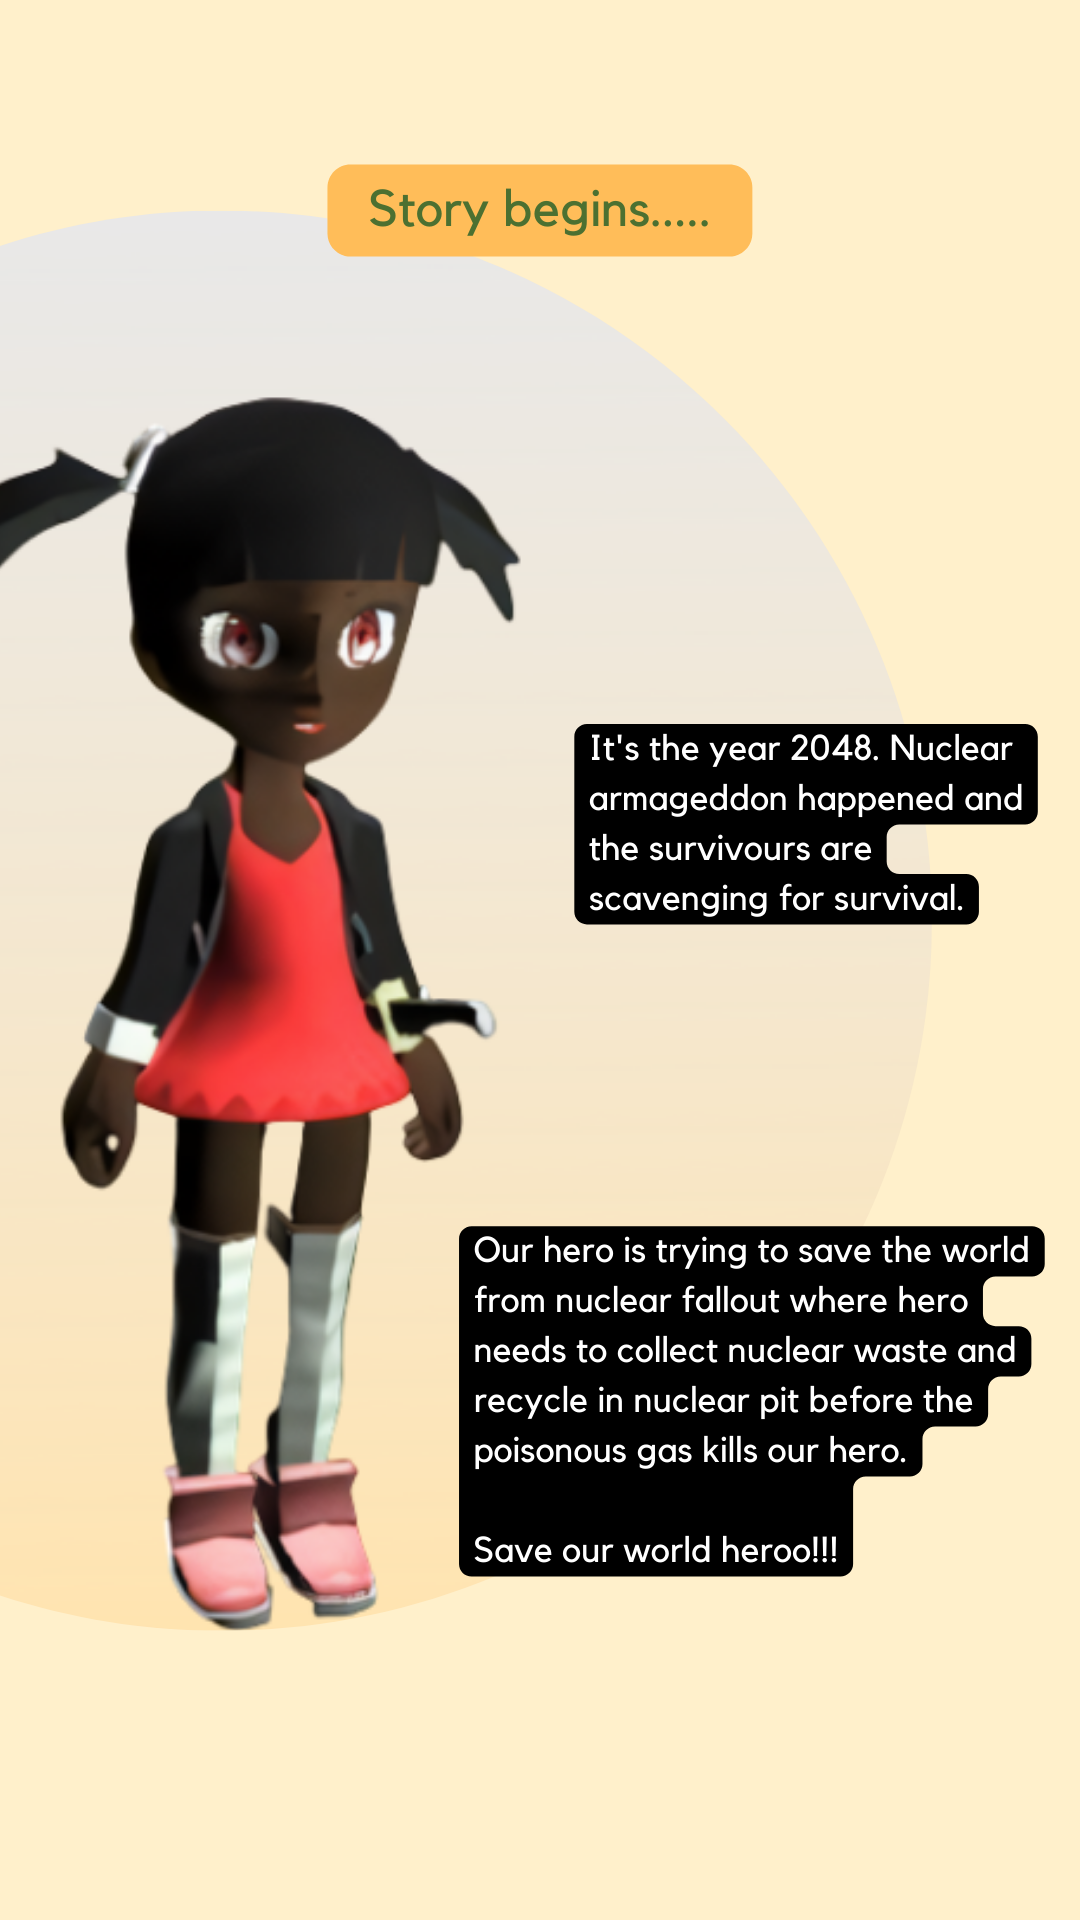 Story begins.....
It's the year 2048. Nuclear
armageddon happened and
the survivours are
scavenging for survival.
Our hero is trying to save the world
from nuclear fallout where hero
needs to collect nuclear waste and
recycle in nuclear pit before the
poisonous gas kills our hero.
Save our world heroo!!!